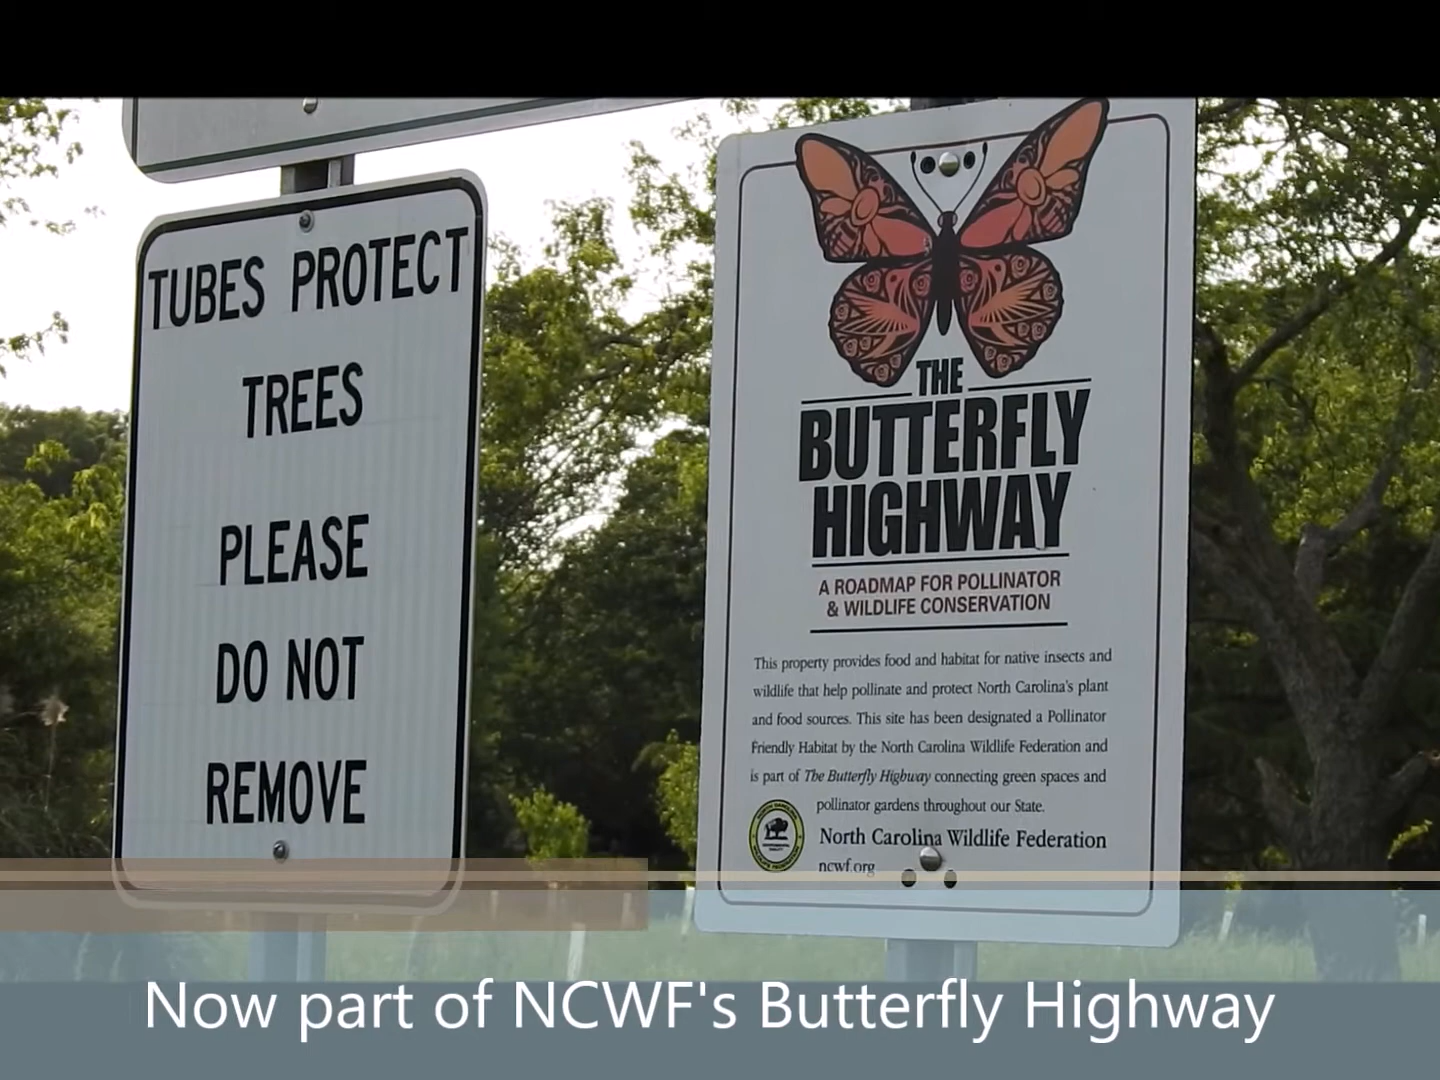 TUBES PROTECT
TREES
PLEASE
DO NOT
REMOVE
THE
BUTTERFLY
HIGHWAY
A ROADMAP FOR POLLINATOR
& WILDLIFE CONSERVATION
This property provides food and habitat for native insects and
wildlife that help pollinate and protect North Carolina's plant
and food sources. This site has been designated a Pollinator
Friendly Habitat by the North Carolina Wildlife Federation and
is part of The Butterfly Highway connecting green spaces and
pollinator gardens throughout our State.
North Carolina Wildlife Federation
ncwf.org
Now part of NCWF's Butterfly Highway